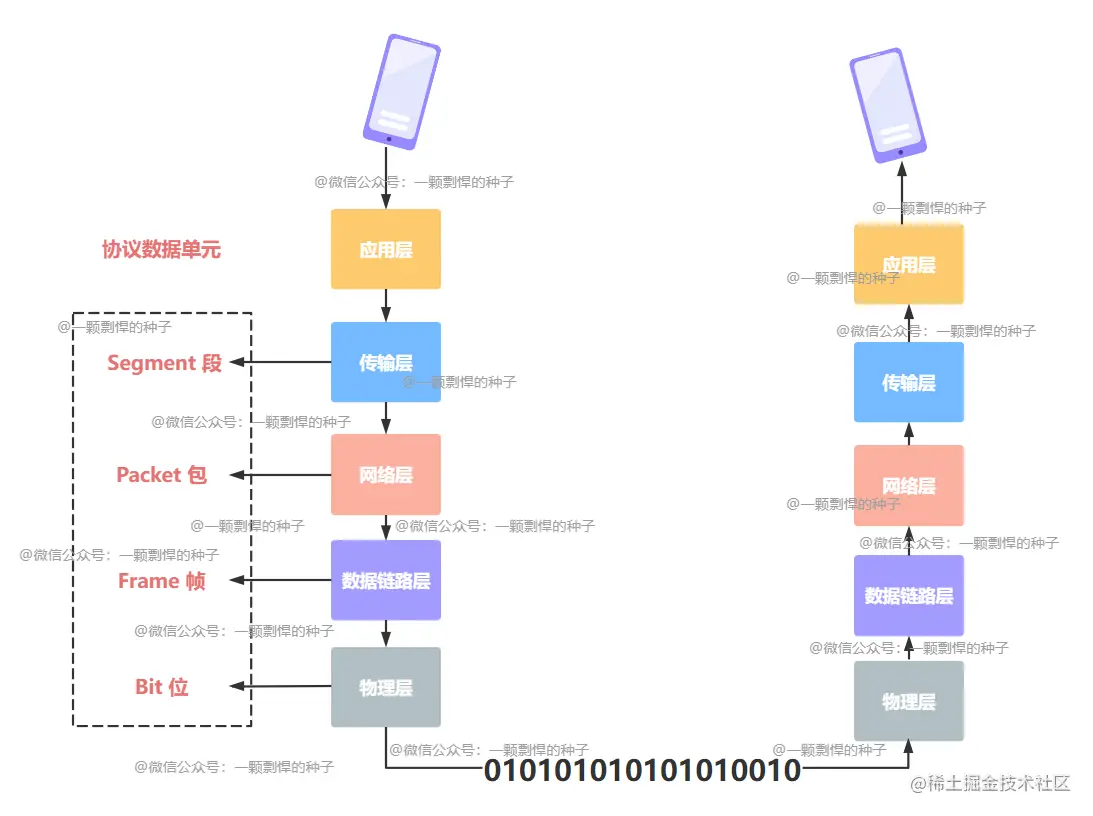 @微信公众号：一颗剽悍的种子
@一颗剽悍的种子
协议数据单元
应用层
应用层
@一颗剽悍的种子
@一颗剽悍的种子
@微信公众号：一颗剽悍的种子
Segment 段
传输层
传输层
@一颗剽悍的种子
@微信公众号：一颗剽悍的种子
Packet 包
网络层
网络层
@一颗剽悍的种子
@一颗剽悍的种子
@微信公众号：一颗剽悍的种子
@微信公众号：一颗剽悍的种子
@微信公众号：一颗剽悍的种子
Frame 帧
数据链路层
数据链路层
@微信公众号：一颗剽悍的种子
@微信公众号：一颗剽悍的种子
Bit 位
物理层
物理层
@微信公众号：一颗剽悍的种子
@一颗剽悍的种子
@微信公众号：一颗剽悍的种子
010101010101010010
@稀土掘金技术社区